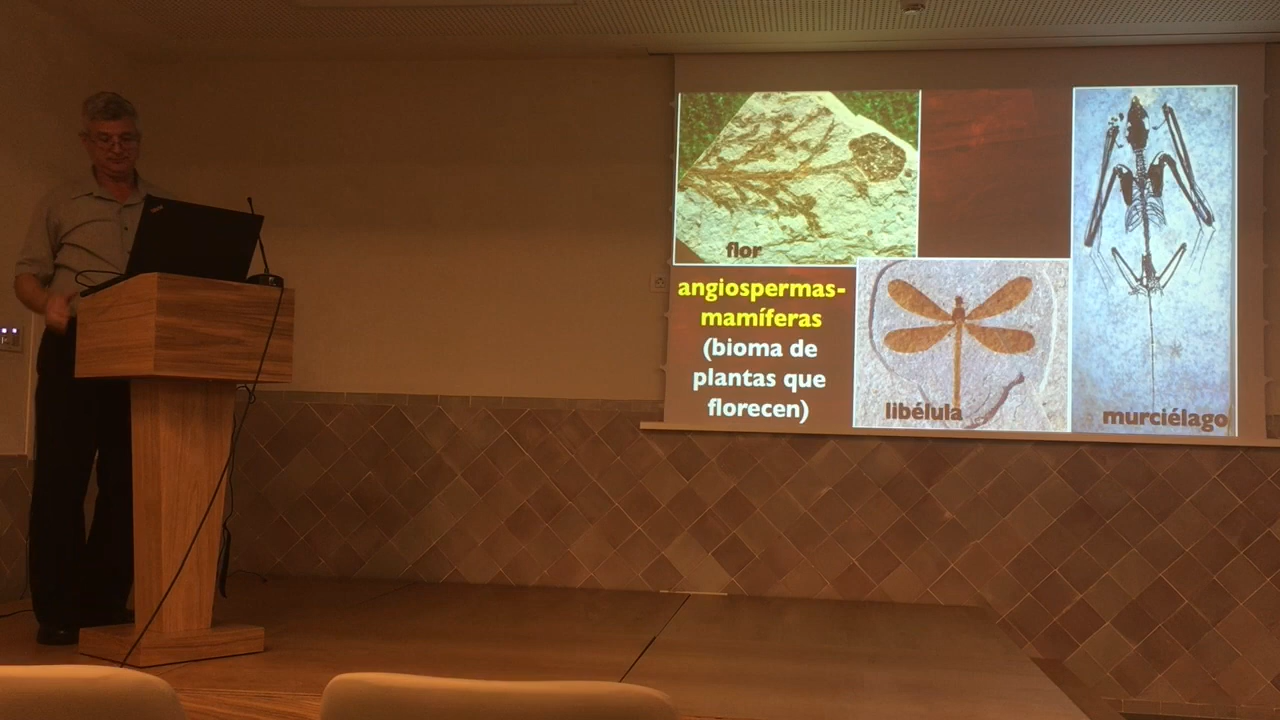 flor
angiospermas-
mamíferas
(bioma de
plantas que
florecen)
libélula
murciélago